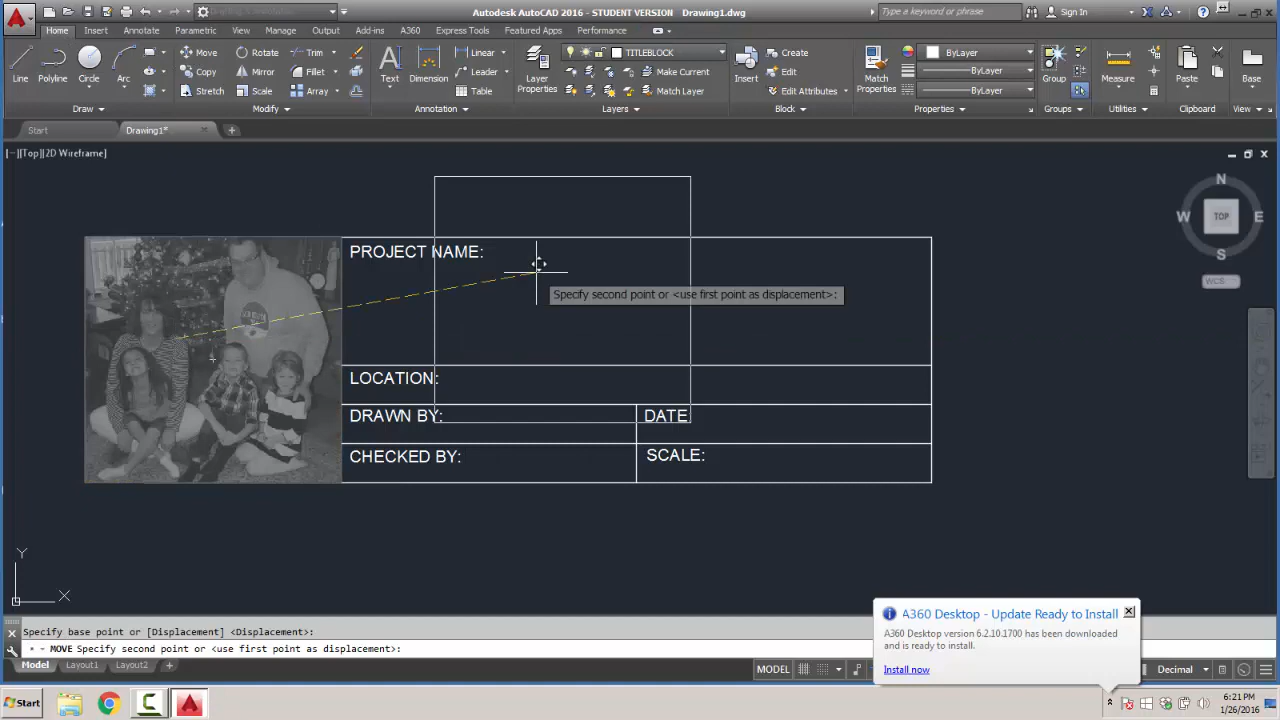 Drawing & Annotation
Autodesk AutoCAD 2016 - STUDENT VERSION Drawing1.dwg
Type a keyword or phrase
Sign In
Home Insert Annotate Parametric View Manage Output Add-ins A360 Express Tools Featured Apps Performance
Line Polyline Circle Arc
Move Rotate Trim
Copy Mirror Fillet
Stretch Scale Array
Text Dimension
Linear
Leader
Table
Layer Properties
TITLEBLOCK
Make Current
Match Layer
Insert
Create
Edit
Edit Attributes
Match Properties
ByLayer
ByLayer
ByLayer
Group
Measure
Paste
Base
Draw Modify Annotation Layers Block Properties Groups Utilities Clipboard View
Start Drawing1*
[−][Top][2D Wireframe]
N
W TOP E
S
WCS
PROJECT NAME:
Specify second point or <use first point as displacement>:
LOCATION:
DRAWN BY: DATE
CHECKED BY: SCALE:
Y
X
A360 Desktop - Update Ready to Install
A360 Desktop version 6.2.10.1700 has been downloaded
and is ready to install.
Install now
Specify base point or [Displacement] <Displacement>:
MOVE Specify second point or <use first point as displacement>:
Model Layout1 Layout2 +
MODEL
Decimal
Start
6:21 PM
1/26/2016